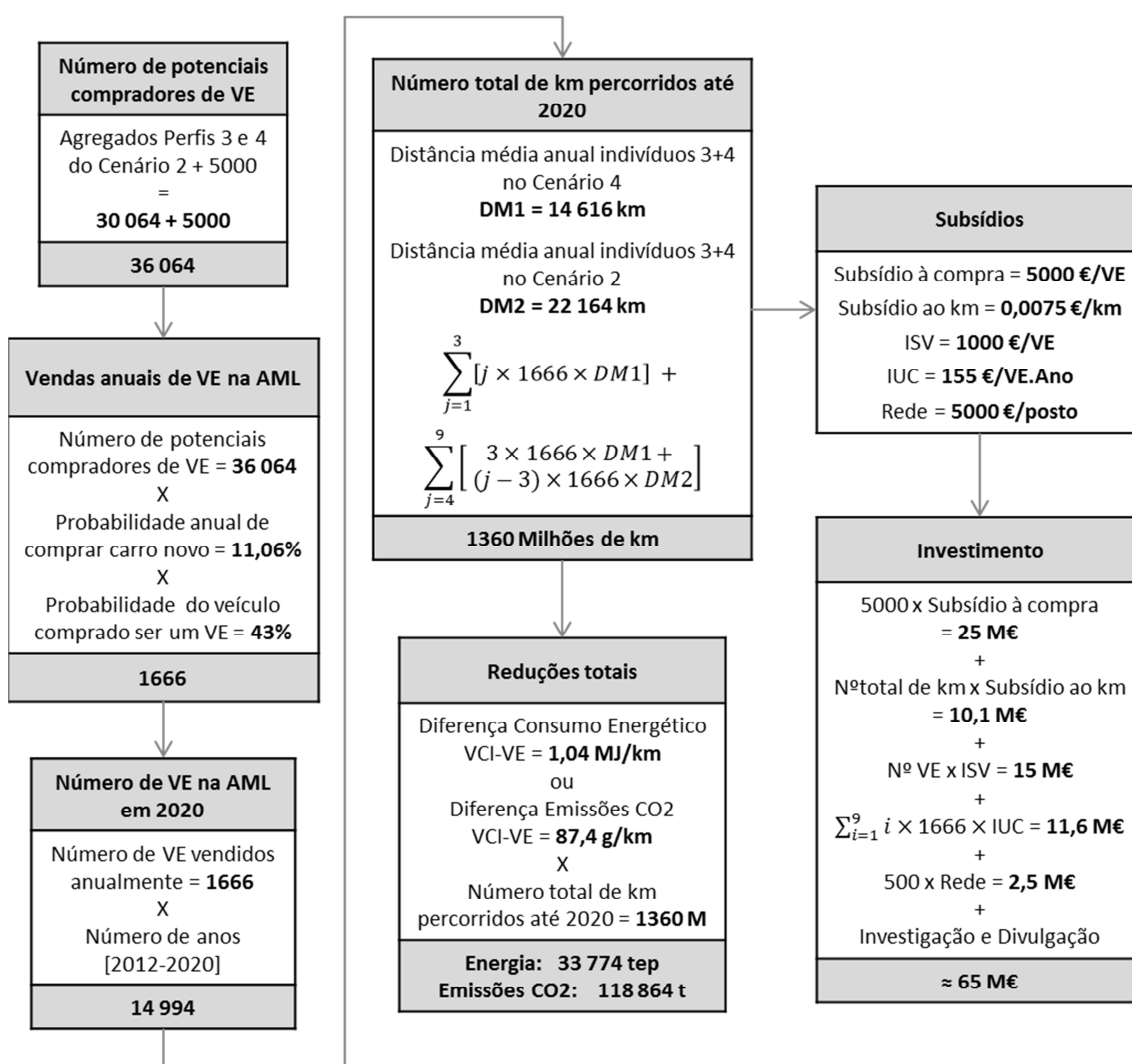 Número de potenciais
compradores de VE
Agregados Perfis 3 e 4
do Cenário 2 + 5000
=
30 064 + 5000
36 064
Vendas anuais de VE na AML
Número de potenciais
compradores de VE = 36 064
X
Probabilidade anual de
comprar carro novo = 11,06%
X
Probabilidade do veículo
comprado ser um VE = 43%
1666
Número de VE na AML
em 2020
Número de VE vendidos
anualmente = 1666
X
Número de anos
[2012-2020]
14 994
Número total de km percorridos até
2020
Distância média anual indivíduos 3+4
no Cenário 4
DM1 = 14 616 km
Distância média anual indivíduos 3+4
no Cenário 2
DM2 = 22 164 km
3
∑ [j × 1666 × DM1] +
j=1
9
∑ [3 × 1666 × DM1 +
(j − 3) × 1666 × DM2]
j=4
1360 Milhões de km
Reduções totais
Diferença Consumo Energético
VCI-VE = 1,04 MJ/km
ou
Diferença Emissões CO2
VCI-VE = 87,4 g/km
X
Número total de km
percorridos até 2020 = 1360 M
Energia: 33 774 tep
Emissões CO2: 118 864 t
Subsídios
Subsídio à compra = 5000 €/VE
Subsídio ao km = 0,0075 €/km
ISV = 1000 €/VE
IUC = 155 €/VE.Ano
Rede = 5000 €/posto
Investimento
5000 x Subsídio à compra
= 25 M€
+
Nºtotal de km x Subsídio ao km
= 10,1 M€
+
Nº VE x ISV = 15 M€
+
∑⁹ᵢ₌₁ i × 1666 × IUC = 11,6 M€
+
500 x Rede = 2,5 M€
+
Investigação e Divulgação
≈ 65 M€